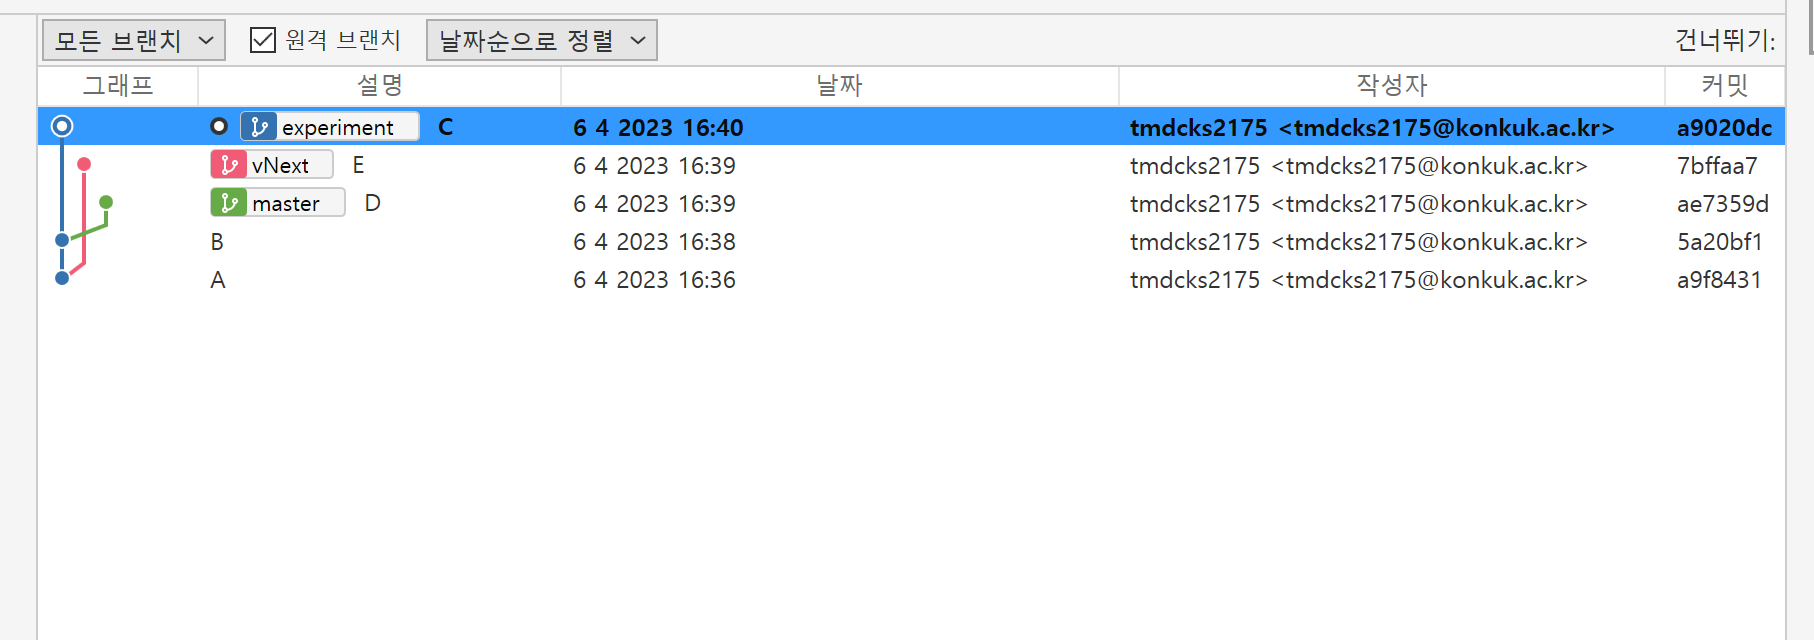 모든 브랜치 원격 브랜치 날짜순으로 정렬 건너뛰기:
그래프 설명 날짜 작성자 커밋
experiment C 6 4 2023 16:40 tmdcks2175 <tmdcks2175@konkuk.ac.kr> a9020dc
vNext E 6 4 2023 16:39 tmdcks2175 <tmdcks2175@konkuk.ac.kr> 7bffaa7
master D 6 4 2023 16:39 tmdcks2175 <tmdcks2175@konkuk.ac.kr> ae7359d
B 6 4 2023 16:38 tmdcks2175 <tmdcks2175@konkuk.ac.kr> 5a20bf1
A 6 4 2023 16:36 tmdcks2175 <tmdcks2175@konkuk.ac.kr> a9f8431